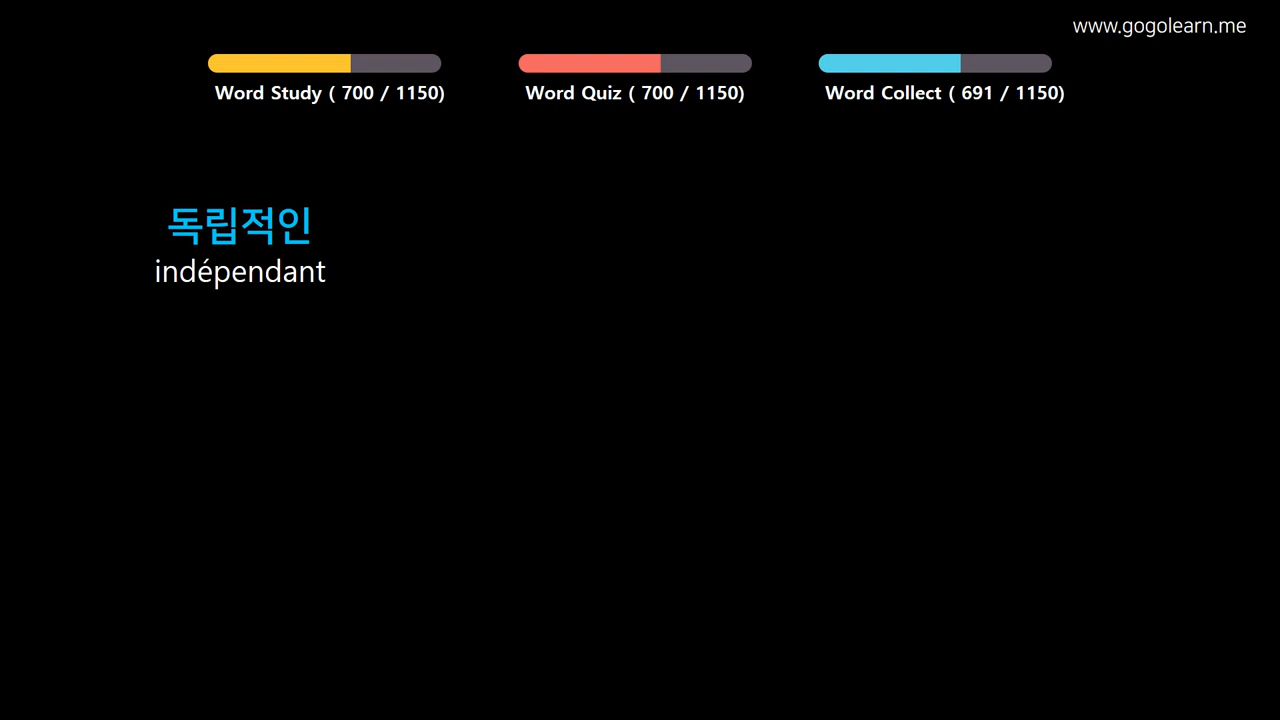 www.gogolearn.me
Word Study ( 700 / 1150)
Word Quiz ( 700 / 1150)
Word Collect ( 691 / 1150)
독립적인
indépendant